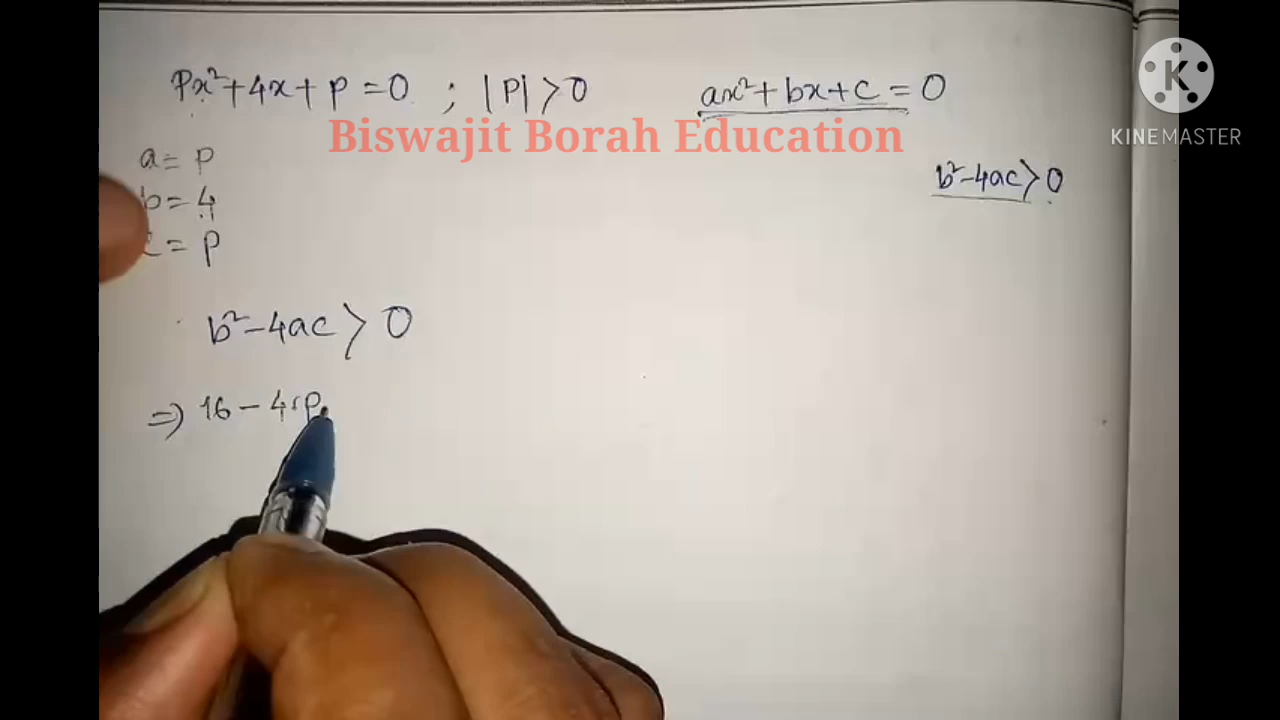 Px²+4x+p=0 ; |P|>0
ax²+bx+c=0
Biswajit Borah Education
KINEMASTER
a=p
b²-4ac>0
b=4
=p
b²-4ac>0
⇒) 16-4·p